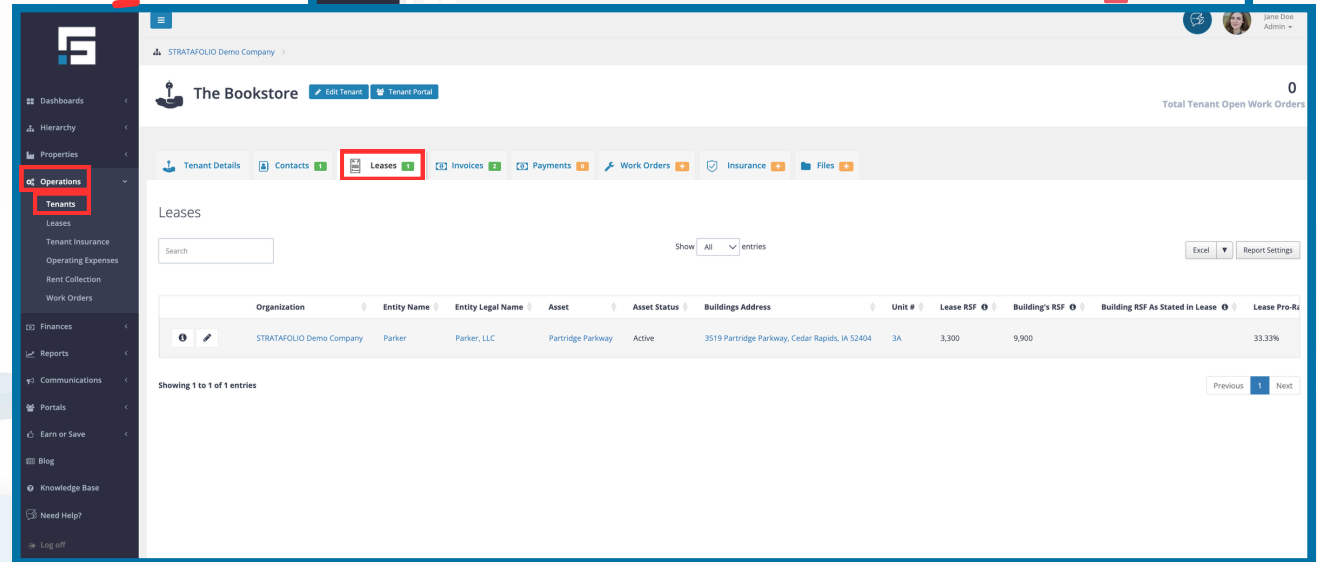 Jane Doe
Admin
STRATAFOLIO Demo Company >
The Bookstore Edit Tenant Tenant Portal
0
Total Tenant Open Work Orders
Dashboards
Hierarchy
Properties
Operations
Tenants
Leases
Tenant Insurance
Operating Expenses
Rent Collection
Work Orders
Finances
Reports
Communications
Portals
Earn or Save
Blog
Knowledge Base
Need Help?
Log off
Tenant Details Contacts 1 Leases 1 Invoices 2 Payments 0 Work Orders + Insurance + Files +
Leases
Search Show All entries Excel ▼ Report Settings
Organization Entity Name Entity Legal Name Asset Asset Status Buildings Address Unit # Lease RSF Building's RSF Building RSF As Stated in Lease Lease Pro-Ra
STRATAFOLIO Demo Company Parker Parker, LLC Partridge Parkway Active 3519 Partridge Parkway, Cedar Rapids, IA 52404 3A 3,300 9,900 33.33%
Showing 1 to 1 of 1 entries Previous 1 Next